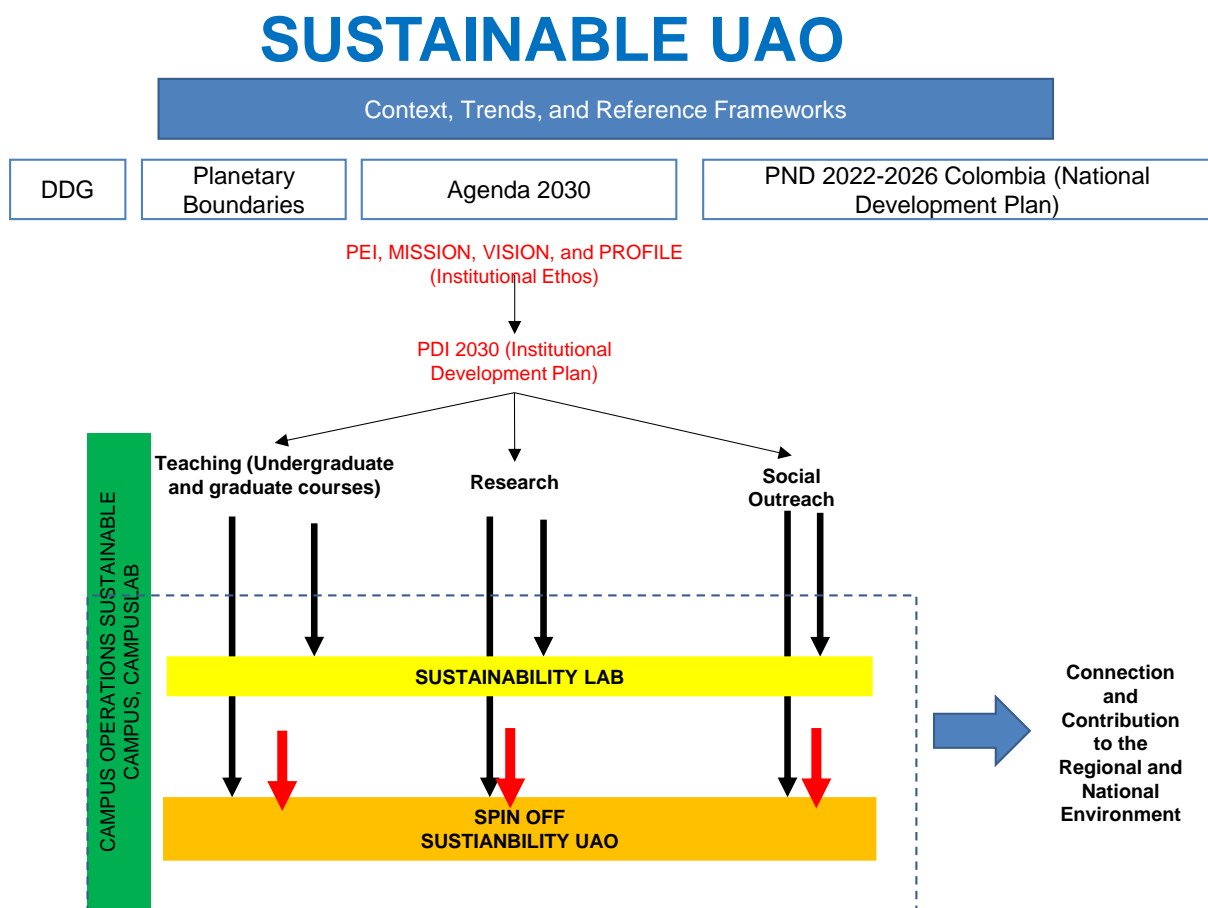 SUSTAINABLE UAO
Context, Trends, and Reference Frameworks
DDG
Planetary
Boundaries
Agenda 2030
PND 2022-2026 Colombia (National
Development Plan)
PEI, MISSION, VISION, and PROFILE
(Institutional Ethos)
PDI 2030 (Institutional
Development Plan)
Teaching (Undergraduate
and graduate courses)
Research
Social
Outreach
CAMPUS OPERATIONS SUSTAINABLE
CAMPUS, CAMPUSLAB
SUSTAINABILITY LAB
SPIN OFF
SUSTIANBILITY UAO
Connection
and
Contribution
to the
Regional and
National
Environment